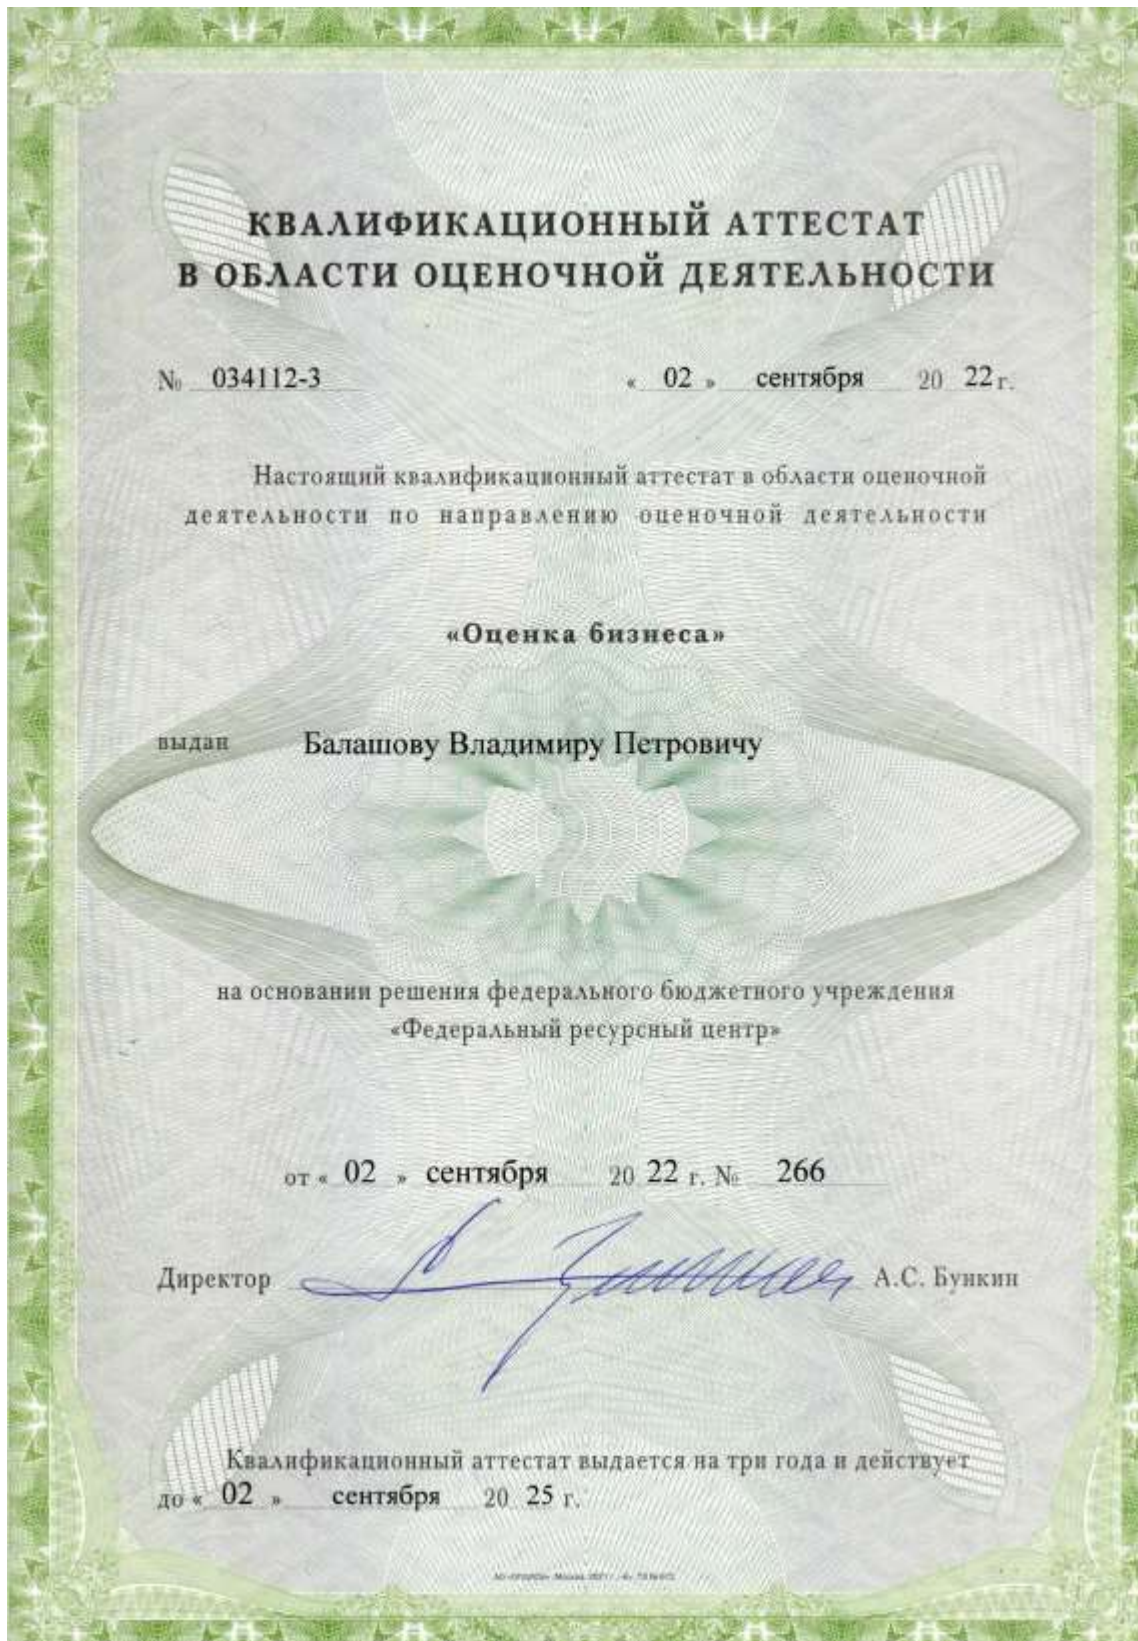 КВАЛИФИКАЦИОННЫЙ АТТЕСТАТ
В ОБЛАСТИ ОЦЕНОЧНОЙ ДЕЯТЕЛЬНОСТИ
№ 034112-3 « 02 » сентября 20 22 г.
Настоящий квалификационный аттестат в области оценочной
деятельности по направлению оценочной деятельности
«Оценка бизнеса»
выдан Балашову Владимиру Петровичу
на основании решения федерального бюджетного учреждения
«Федеральный ресурсный центр»
от « 02 » сентября 20 22 г. № 266
Директор А.С. Бункин
Квалификационный аттестат выдается на три года и действует
до « 02 » сентября 20 25 г.